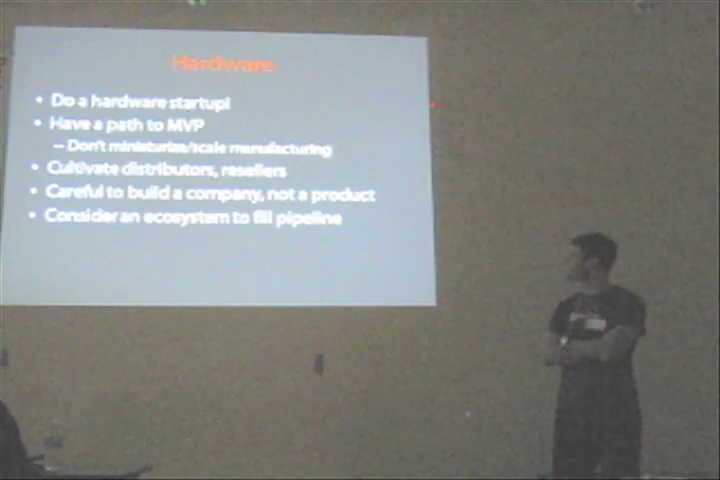 Hardware
• Do a hardware startup!
• Have a path to MVP
– Don't miniaturize/scale manufacturing
• Cultivate distributors, resellers
• Careful to build a company, not a product
• Consider an ecosystem to fill pipeline